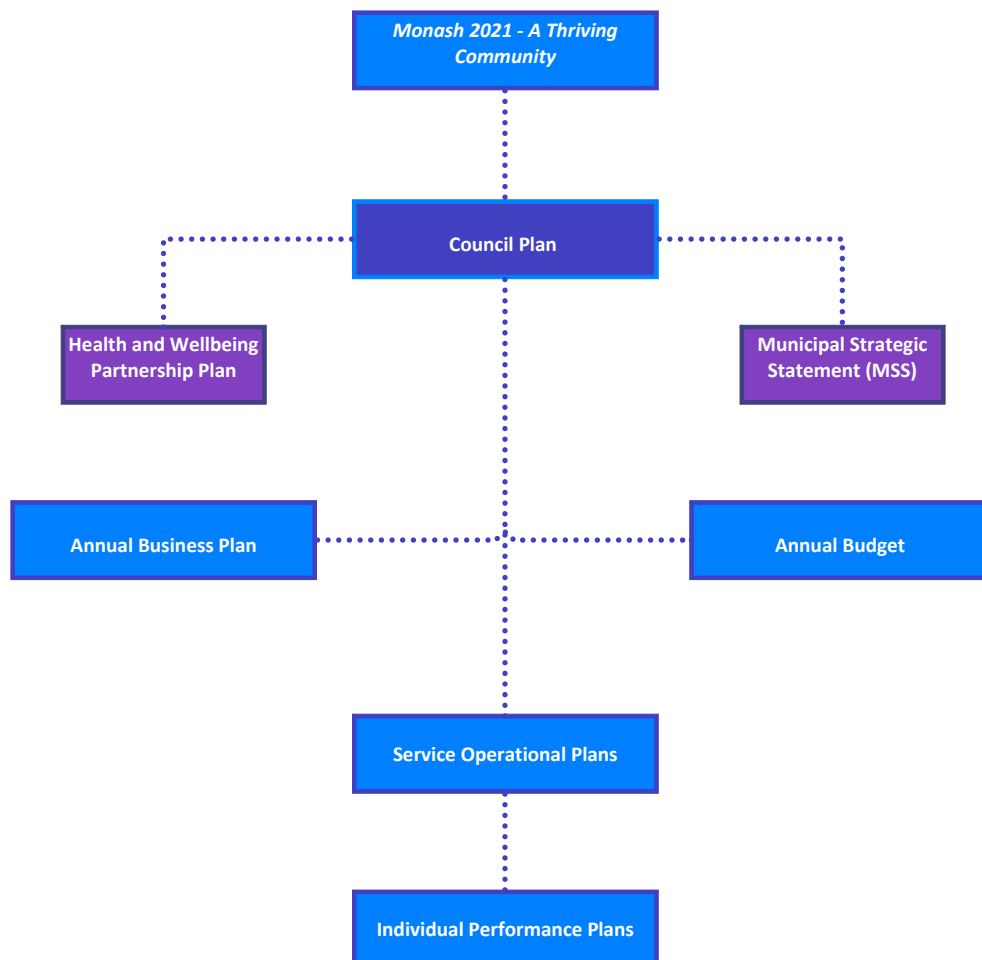 Monash 2021 - A Thriving
Community
Council Plan
Health and Wellbeing
Partnership Plan
Municipal Strategic
Statement (MSS)
Annual Business Plan
Annual Budget
Service Operational Plans
Individual Performance Plans